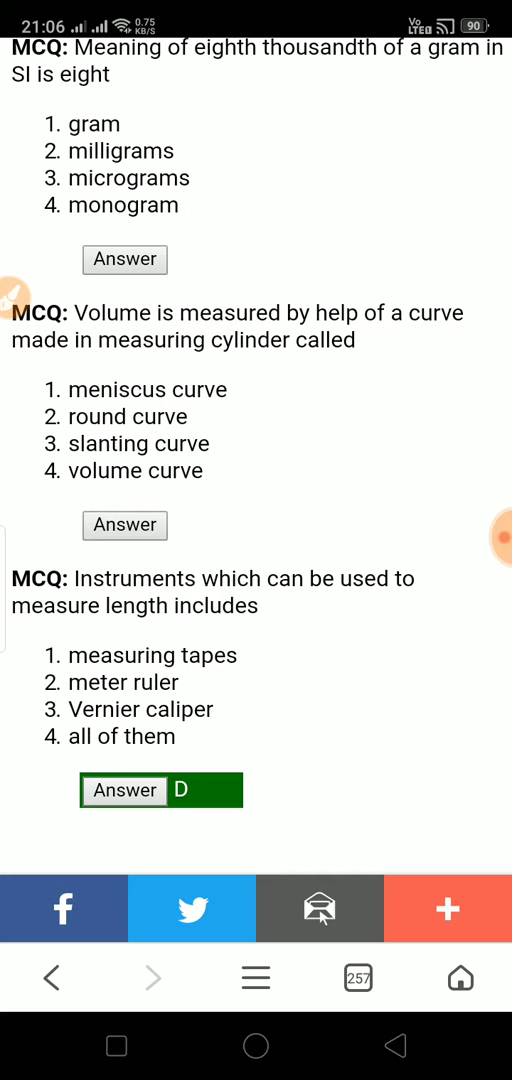 21:06 0.75 KB/S Vo LTE 90
MCQ: Meaning of eighth thousandth of a gram in
SI is eight
1. gram
2. milligrams
3. micrograms
4. monogram
Answer
MCQ: Volume is measured by help of a curve
made in measuring cylinder called
1. meniscus curve
2. round curve
3. slanting curve
4. volume curve
Answer
MCQ: Instruments which can be used to
measure length includes
1. measuring tapes
2. meter ruler
3. Vernier caliper
4. all of them
Answer D
257